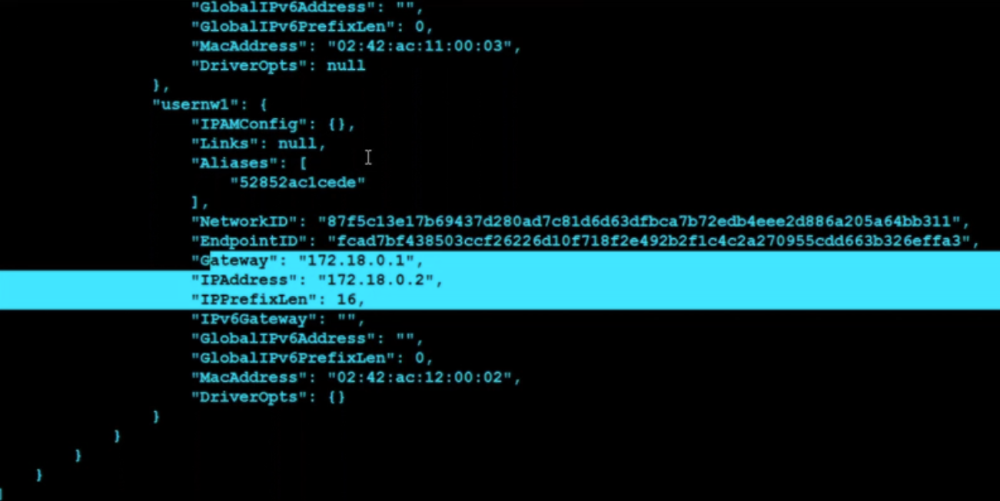 "GlobalIPv6Address": "",
"GlobalIPv6PrefixLen": 0,
"MacAddress": "02:42:ac:11:00:03",
"DriverOpts": null
},
"usernw1": {
"IPAMConfig": {},
"Links": null,
"Aliases": [
"52852ac1cede"
],
"NetworkID": "87f5c13e17b69437d280ad7c81d6d63dfbca7b72edb4eee2d886a205a64bb311",
"EndpointID": "fcad7bf438503ccf26226d10f718f2e492b2f1c4c2a270955cdd663b326effa3",
"Gateway": "172.18.0.1",
"IPAddress": "172.18.0.2",
"IPPrefixLen": 16,
"IPv6Gateway": "",
"GlobalIPv6Address": "",
"GlobalIPv6PrefixLen": 0,
"MacAddress": "02:42:ac:12:00:02",
"DriverOpts": {}
}
}
}
}